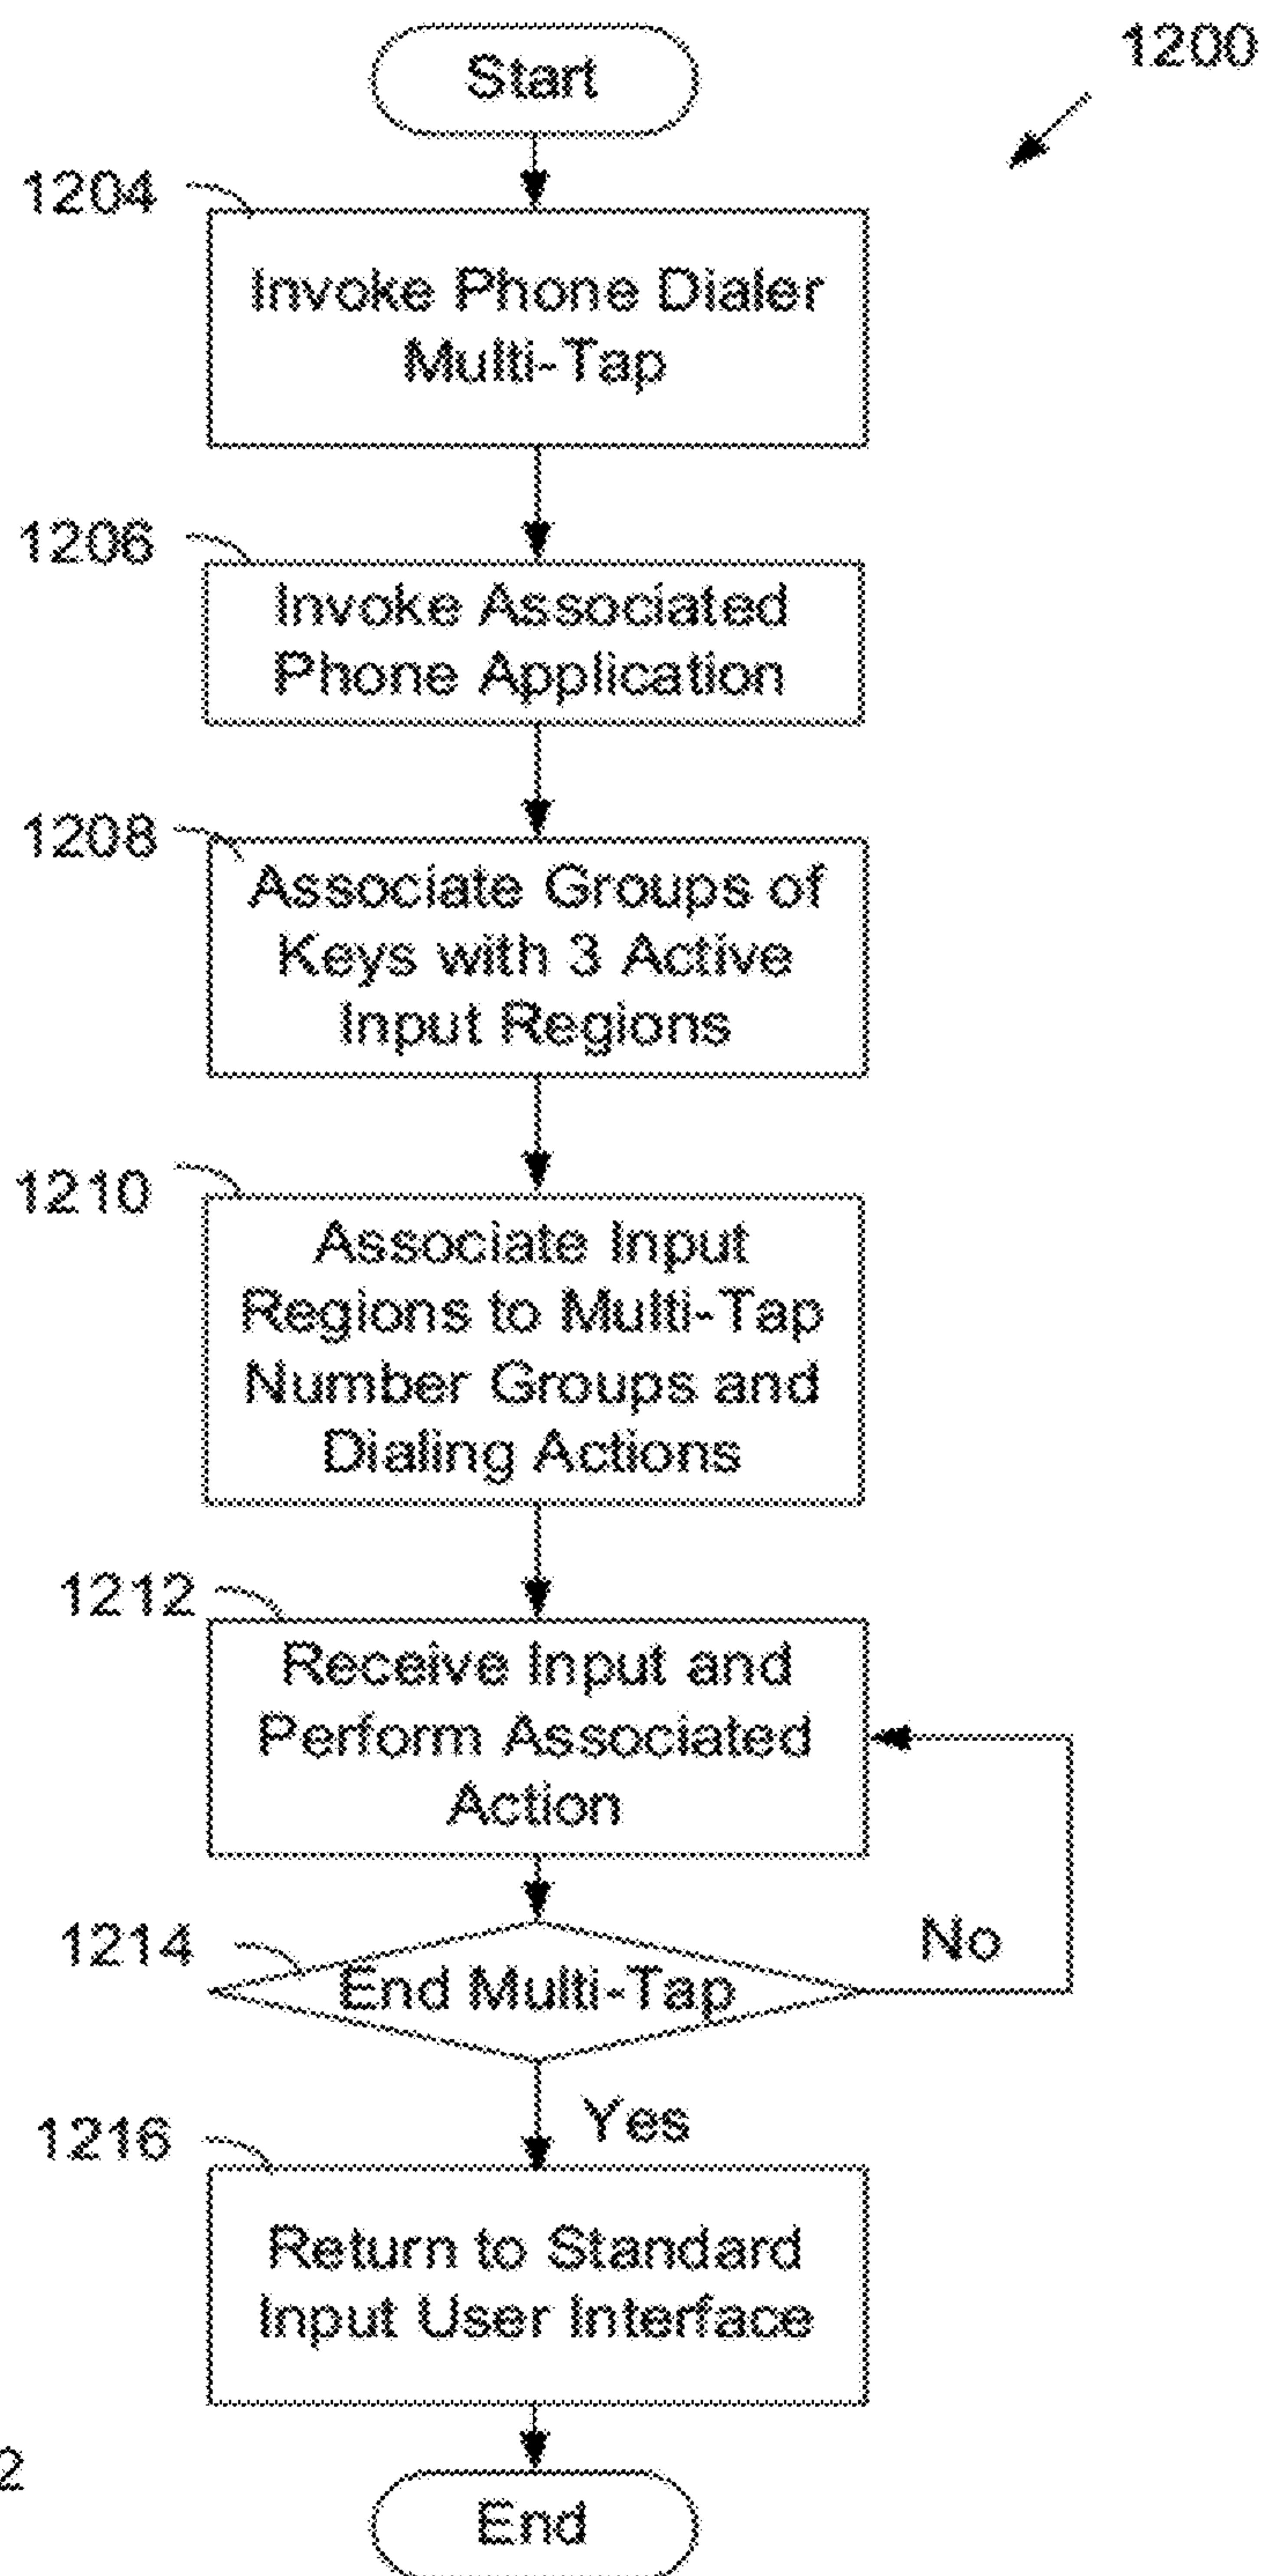 Start
1200
1204
Invoke Phone Dialer
Multi-Tap
1206
Invoke Associated
Phone Application
1208
Associate Groups of
Keys with 3 Active
Input Regions
1210
Associate Input
Regions to Multi-Tap
Number Groups and
Dialing Actions
1212
Receive Input and
Perform Associated
Action
1214
End Multi-Tap
No
Yes
1216
Return to Standard
Input User Interface
2
End